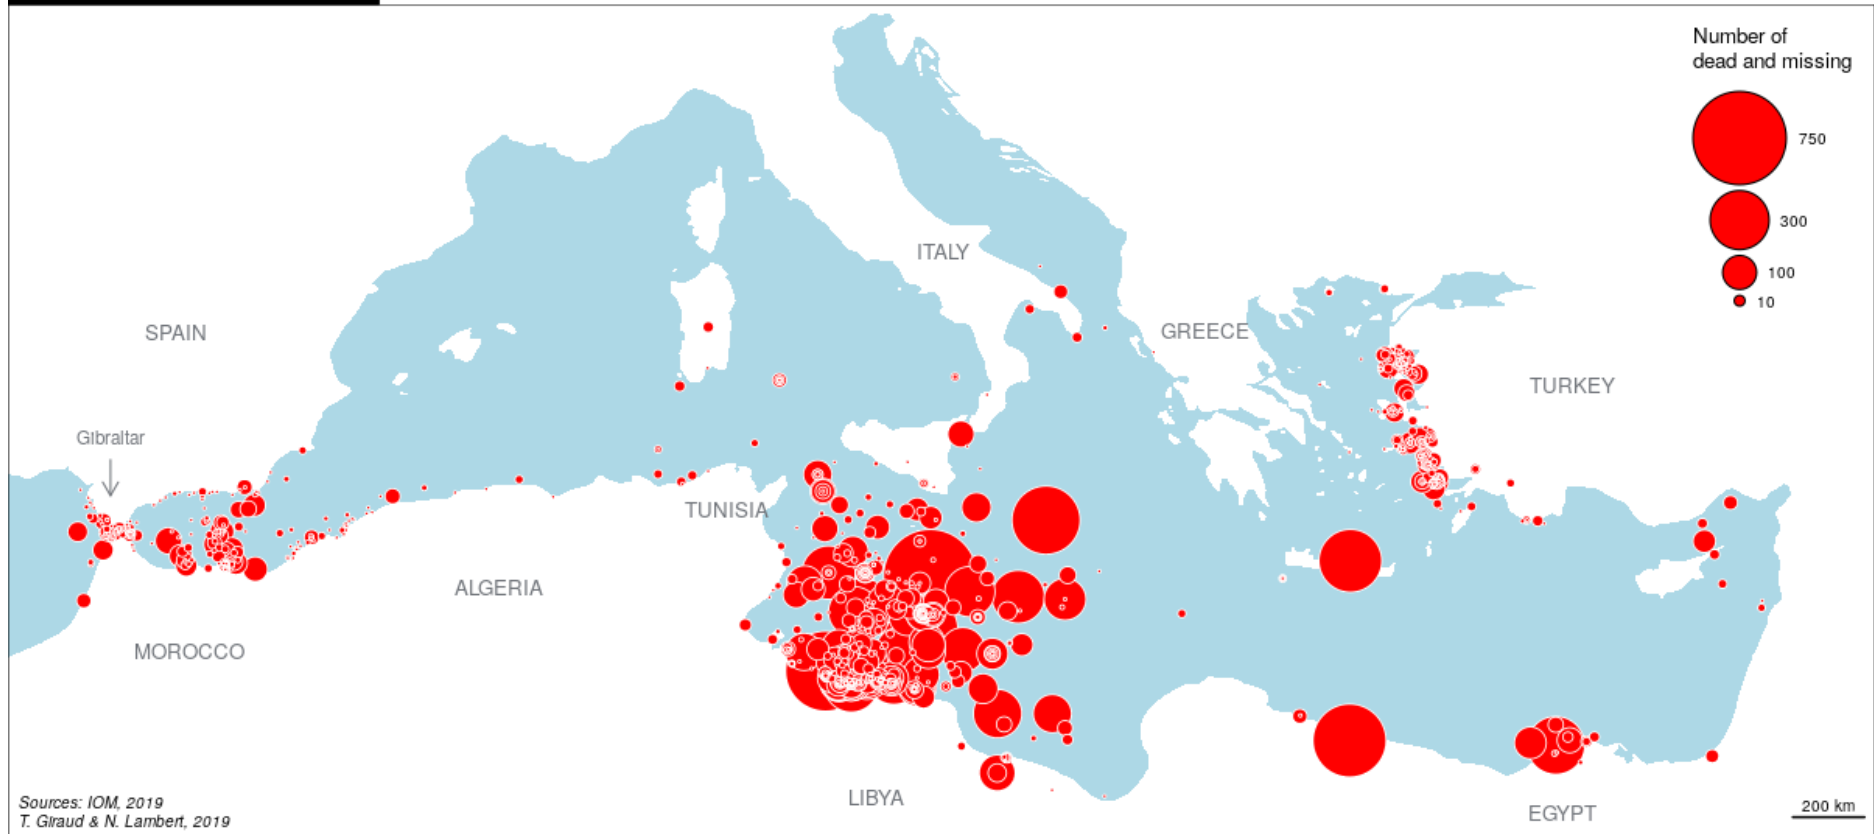 Number of
dead and missing
750
300
100
10
ITALY
SPAIN
GREECE
TURKEY
Gibraltar
TUNISIA
ALGERIA
MOROCCO
LIBYA
EGYPT
200 km
Sources: IOM, 2019
T. Giraud & N. Lambert, 2019